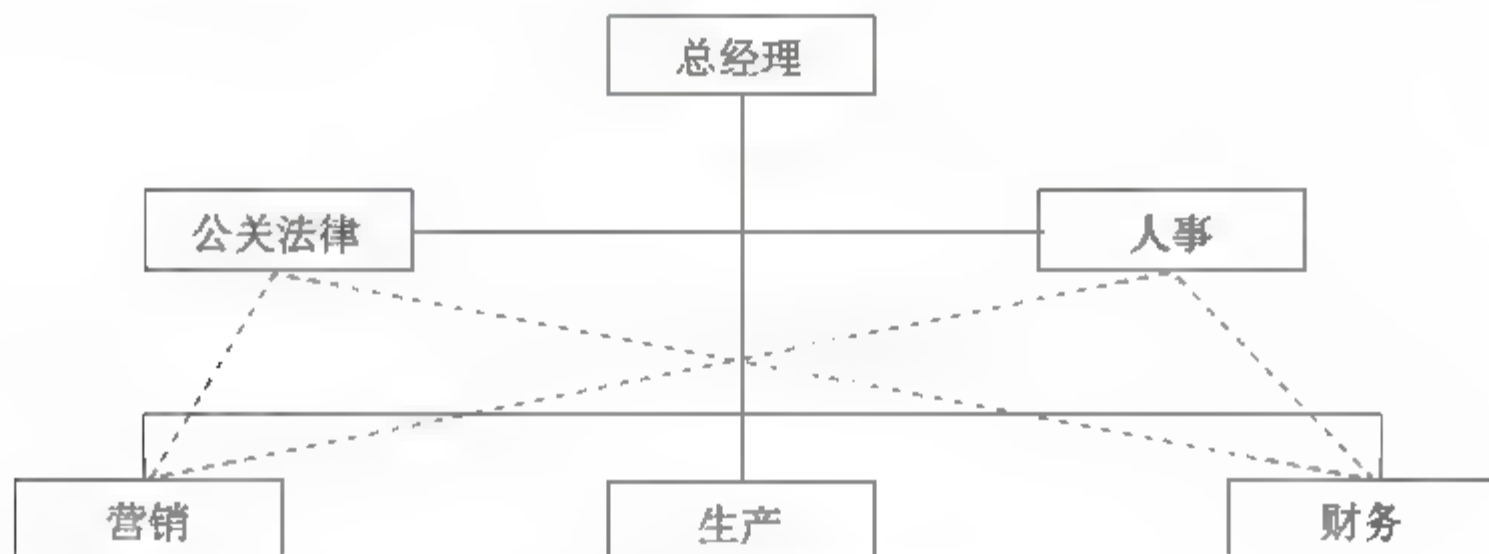 总经理
公关法律
人事
营销
生产
财务